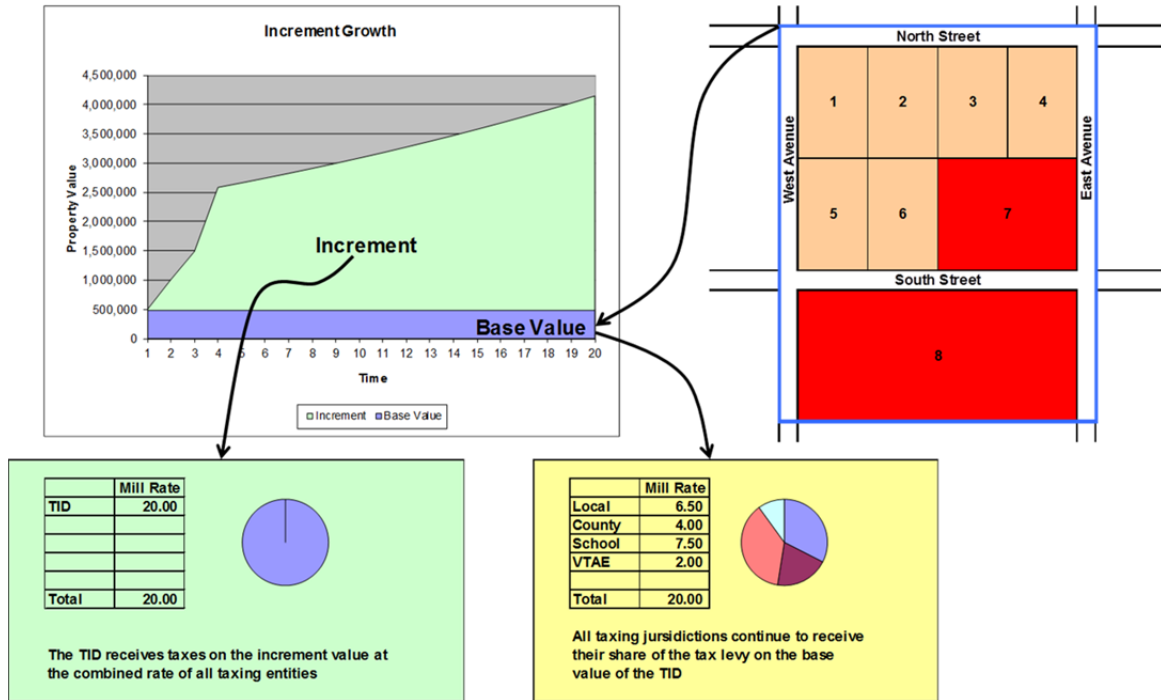 Increment Growth
4,500,000
4,000,000
3,500,000
3,000,000
2,500,000
2,000,000
1,500,000
1,000,000
500,000
0
Property Value
Increment
Base Value
1 2 3 4 5 6 7 8 9 10 11 12 13 14 15 16 17 18 19 20
Time
Increment Base Value
North Street
West Avenue
East Avenue
1 2 3 4
5 6 7
South Street
8
Mill Rate
TID 20.00
Total 20.00
The TID receives taxes on the increment value at
the combined rate of all taxing entities
Mill Rate
Local 6.50
County 4.00
School 7.50
VTAE 2.00
Total 20.00
All taxing jursidictions continue to receive
their share of the tax levy on the base
value of the TID